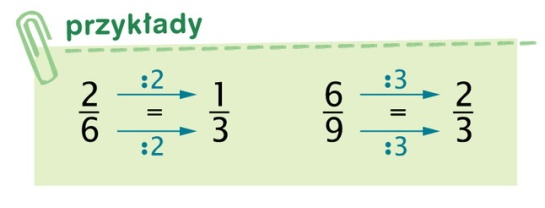 przykłady
:2 :3
2/6 = 1/3 6/9 = 2/3
:2 :3